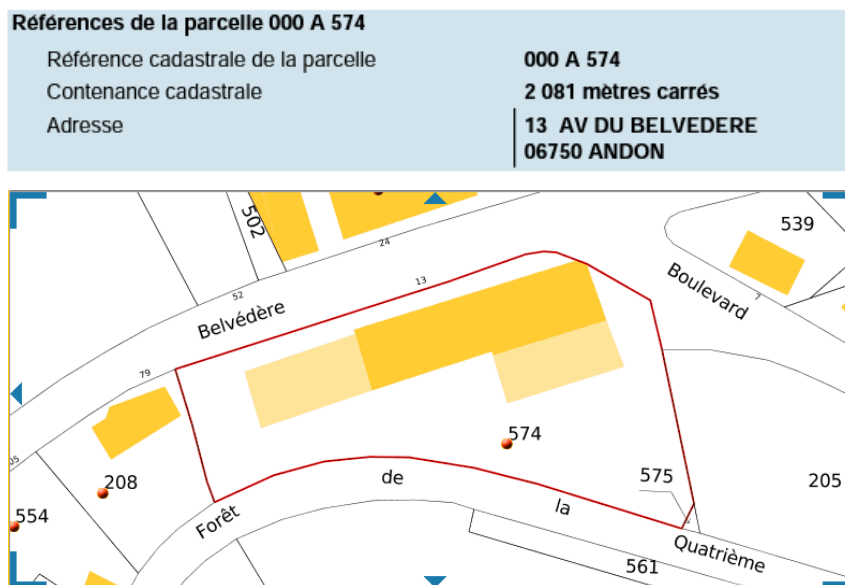 Références de la parcelle 000 A 574
Référence cadastrale de la parcelle 000 A 574
Contenance cadastrale 2 081 mètres carrés
Adresse 13 AV DU BELVEDERE
06750 ANDON
502
24
539
13
Boulevard
7
52
Belvédère
79
574
208
de
575
205
554
Forêt
la
Quatrième
561